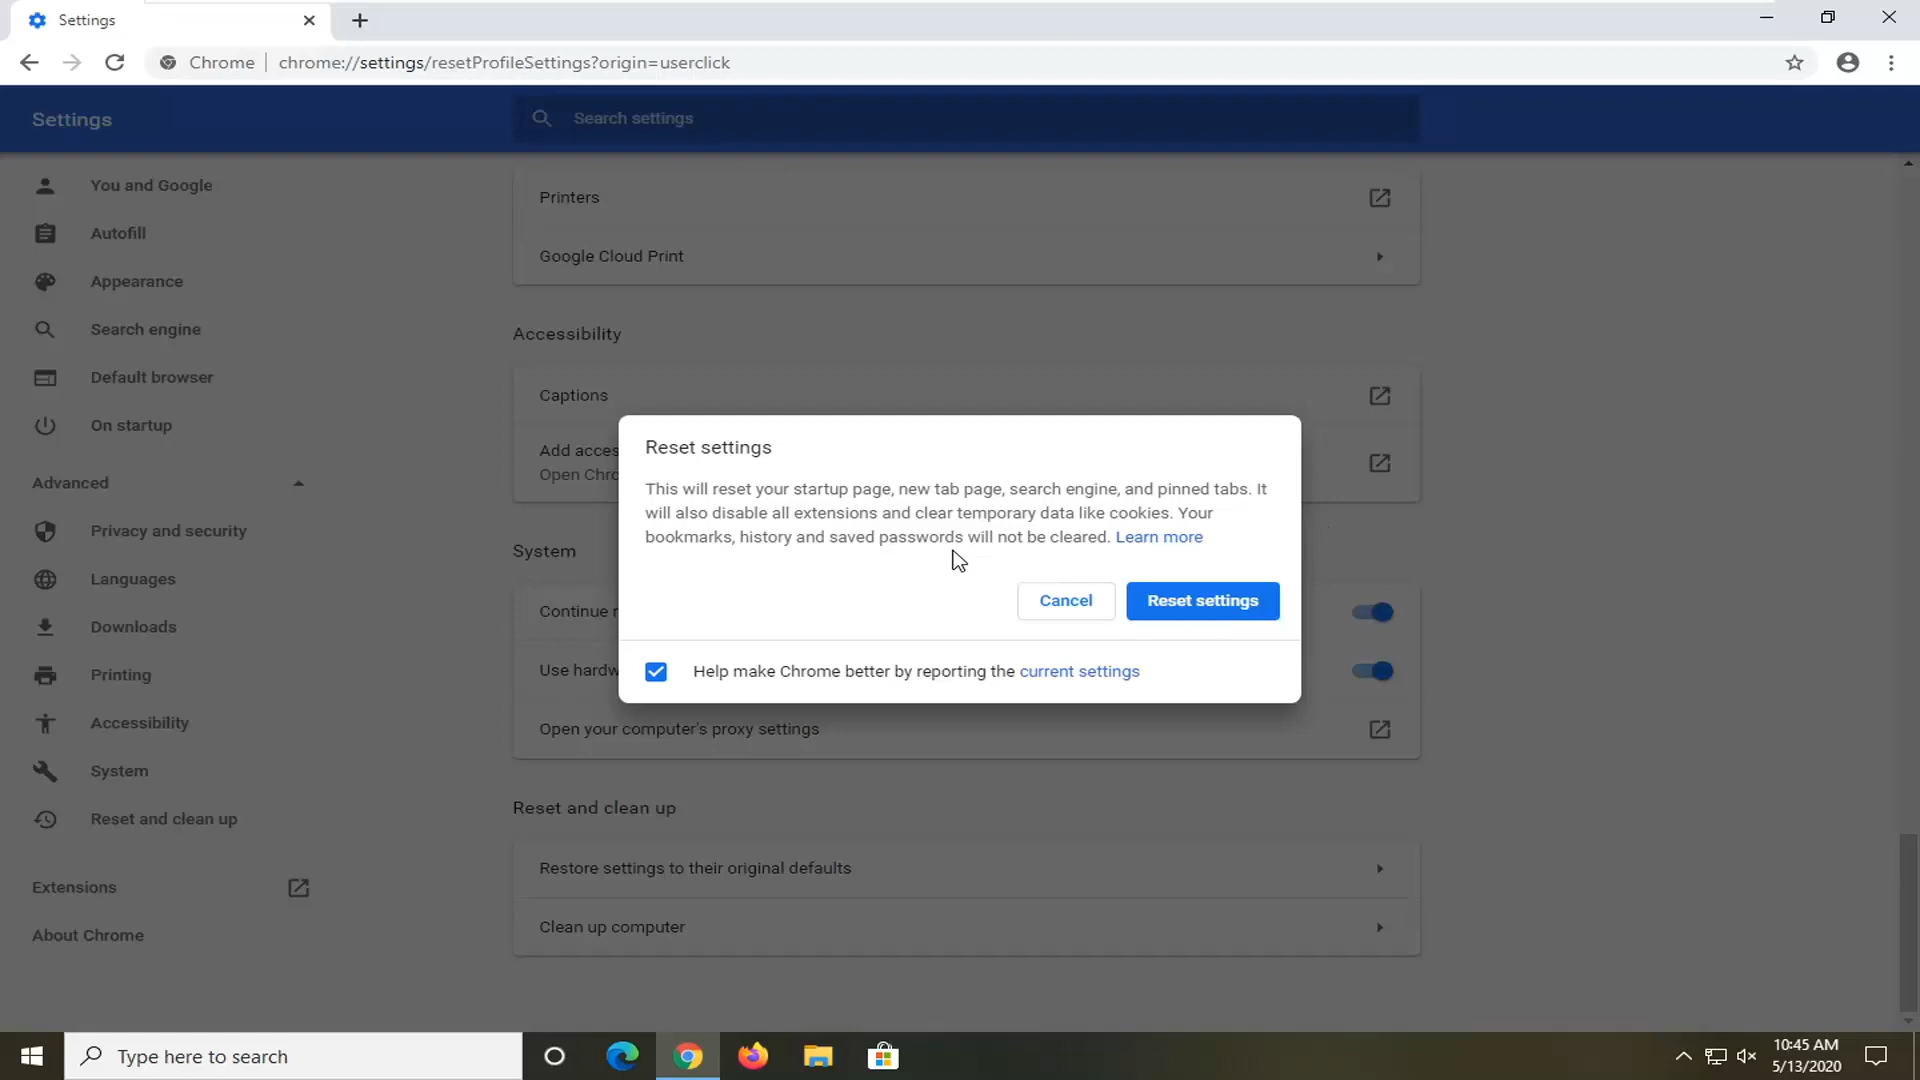 Settings
Chrome
chrome://settings/resetProfileSettings?origin=userclick
Settings
Search settings
You and Google
Autofill
Appearance
Search engine
Default browser
On startup
Advanced
Privacy and security
Languages
Downloads
Printing
Accessibility
System
Reset and clean up
Extensions
About Chrome
Printers
Google Cloud Print
Accessibility
Captions
Add acces
Open Chro
System
Continue r
Use hardw
Open your computer's proxy settings
Reset and clean up
Restore settings to their original defaults
Clean up computer
Reset settings
This will reset your startup page, new tab page, search engine, and pinned tabs. It
will also disable all extensions and clear temporary data like cookies. Your
bookmarks, history and saved passwords will not be cleared. Learn more
Cancel
Reset settings
Help make Chrome better by reporting the current settings
Type here to search
10:45 AM
5/13/2020